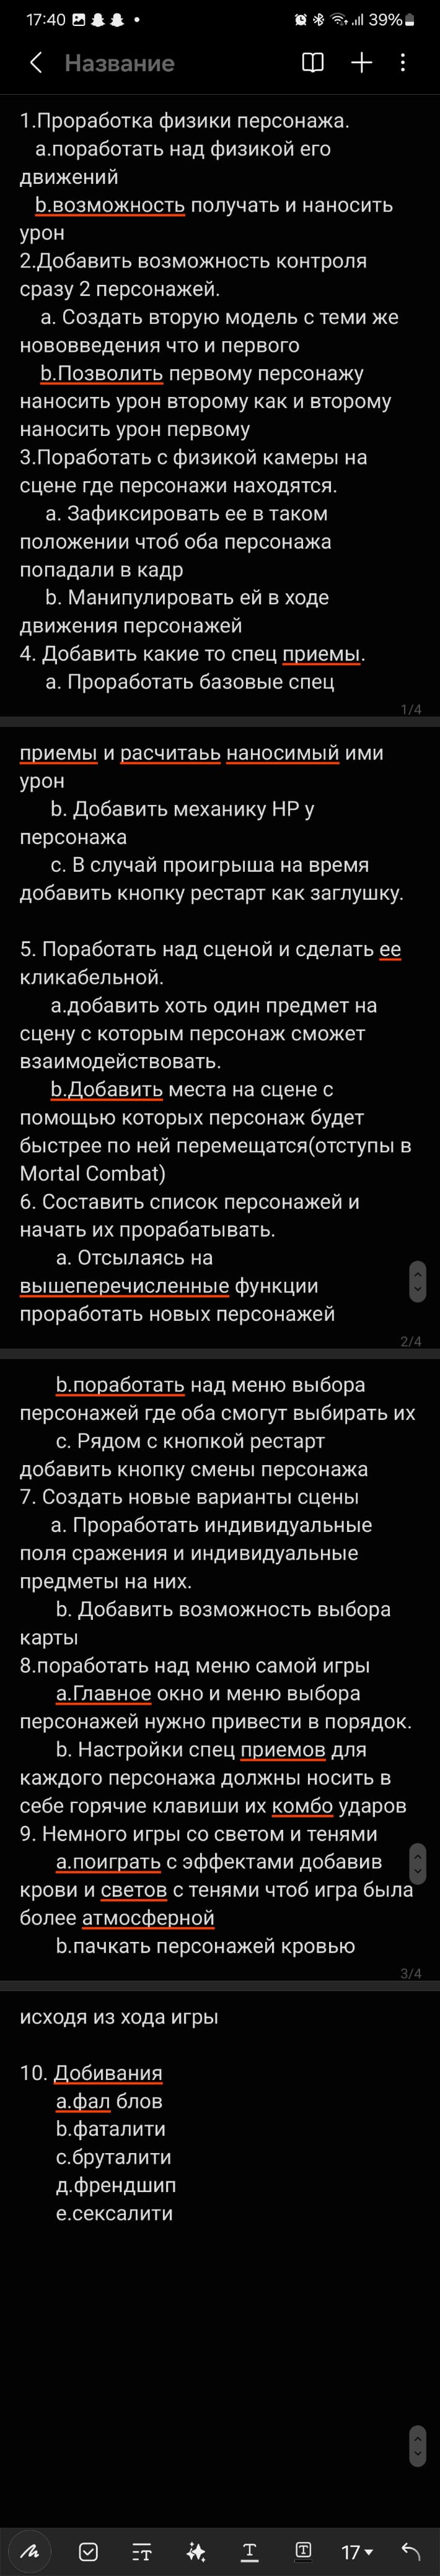 17:40
39%
Название
1.Проработка физики персонажа.
a.поработать над физикой его
движений
b.возможность получать и наносить
урон
2.Добавить возможность контроля
сразу 2 персонажей.
a. Создать вторую модель с теми же
нововведения что и первого
b.Позволить первому персонажу
наносить урон второму как и второму
наносить урон первому
3.Поработать с физикой камеры на
сцене где персонажи находятся.
a. Зафиксировать ее в таком
положении чтоб оба персонажа
попадали в кадр
b. Манипулировать ей в ходе
движения персонажей
4. Добавить какие то спец приемы.
a. Проработать базовые спец
1/4
приемы и расчитаьь наносимый ими
урон
b. Добавить механику HP у
персонажа
c. В случай проигрыша на время
добавить кнопку рестарт как заглушку.
5. Поработать над сценой и сделать ее
кликабельной.
a.добавить хоть один предмет на
сцену с которым персонаж сможет
взаимодействовать.
b.Добавить места на сцене с
помощью которых персонаж будет
быстрее по ней перемещатся(отступы в
Mortal Combat)
6. Составить список персонажей и
начать их прорабатывать.
a. Отсылаясь на
вышеперечисленные функции
проработать новых персонажей
2/4
b.поработать над меню выбора
персонажей где оба смогут выбирать их
c. Рядом с кнопкой рестарт
добавить кнопку смены персонажа
7. Создать новые варианты сцены
a. Проработать индивидуальные
поля сражения и индивидуальные
предметы на них.
b. Добавить возможность выбора
карты
8.поработать над меню самой игры
a.Главное окно и меню выбора
персонажей нужно привести в порядок.
b. Настройки спец приемов для
каждого персонажа должны носить в
себе горячие клавиши их комбо ударов
9. Немного игры со светом и тенями
a.поиграть с эффектами добавив
крови и светов с тенями чтоб игра была
более атмосферной
b.пачкать персонажей кровью
3/4
исходя из хода игры
10. Добивания
a.фал блов
b.фаталити
c.бруталити
д.френдшип
e.сексалити
17